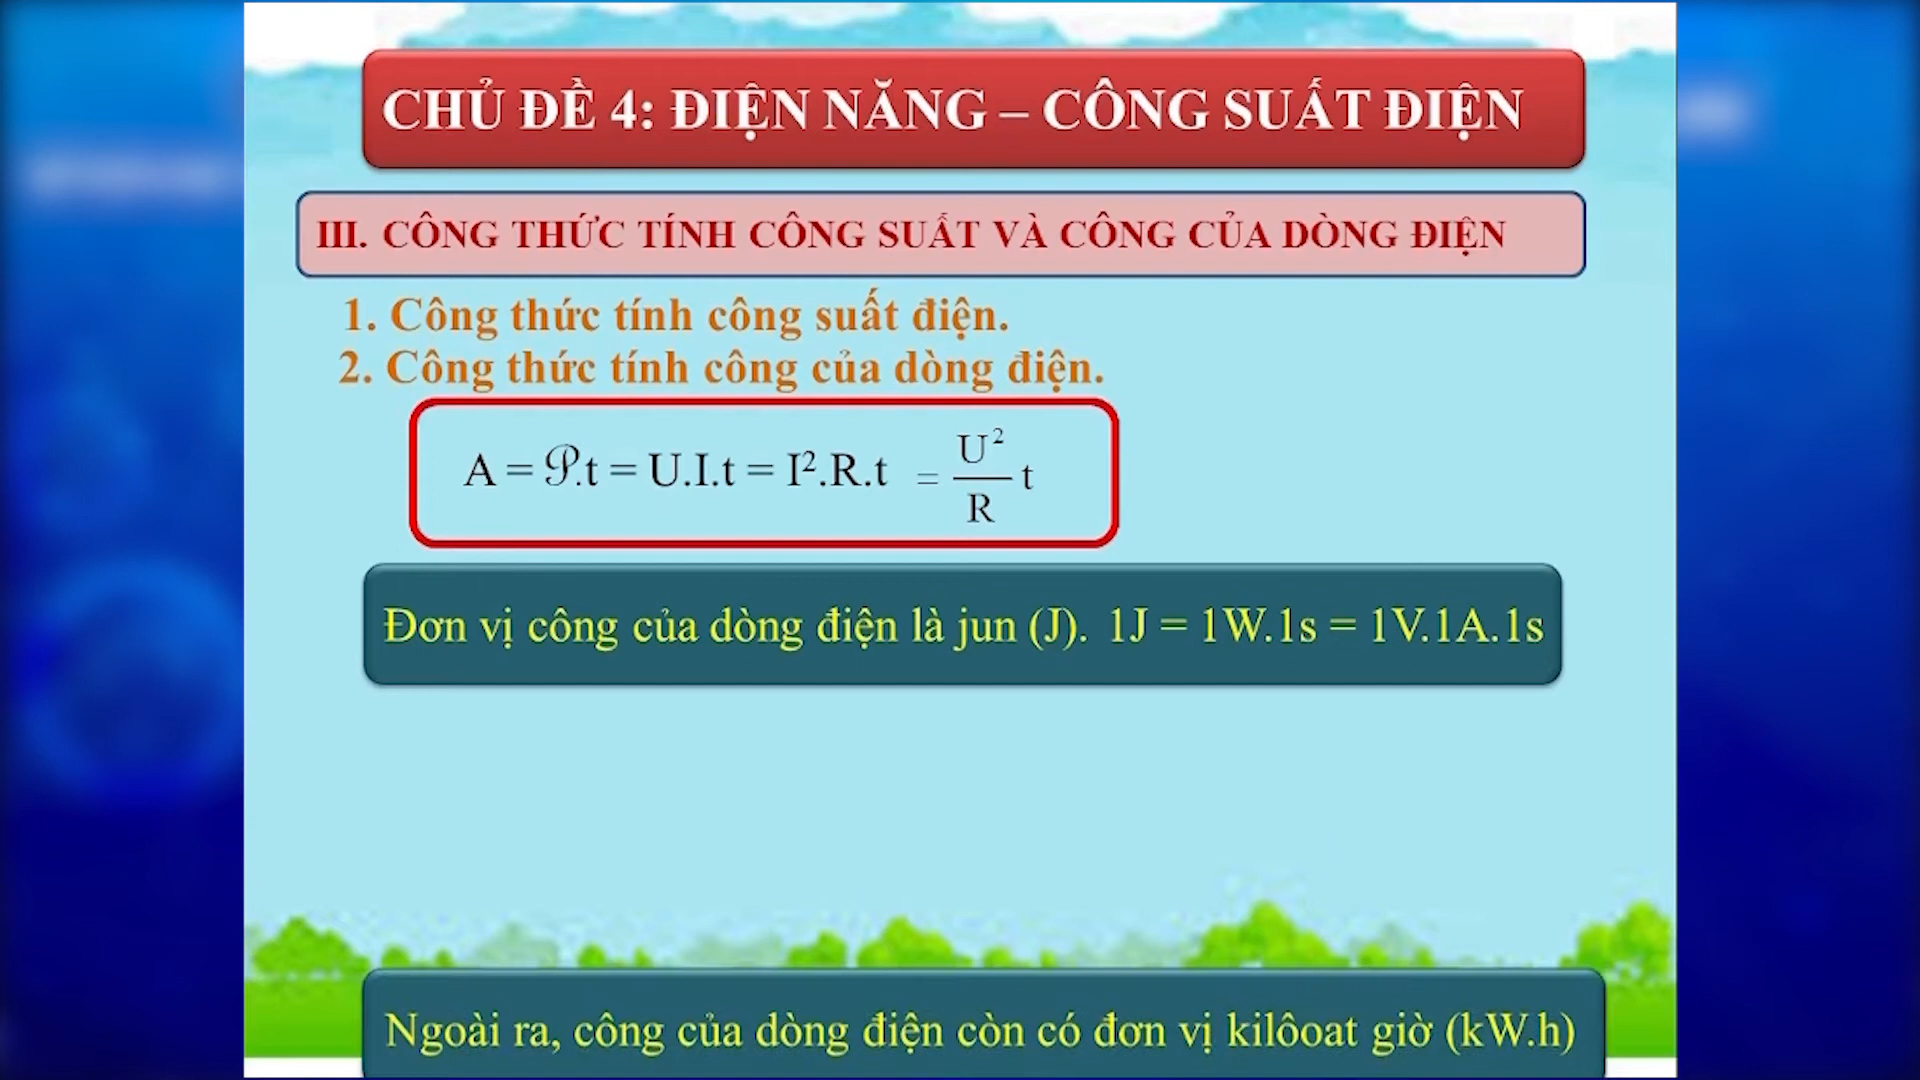 CHỦ ĐỀ 4: ĐIỆN NĂNG – CÔNG SUẤT ĐIỆN
III. CÔNG THỨC TÍNH CÔNG SUẤT VÀ CÔNG CỦA DÒNG ĐIỆN
1. Công thức tính công suất điện.
2. Công thức tính công của dòng điện.
A = 𝒫.t = U.I.t = I².R.t = U²/R t
Đơn vị công của dòng điện là jun (J). 1J = 1W.1s = 1V.1A.1s
Ngoài ra, công của dòng điện còn có đơn vị kilôoat giờ (kW.h)